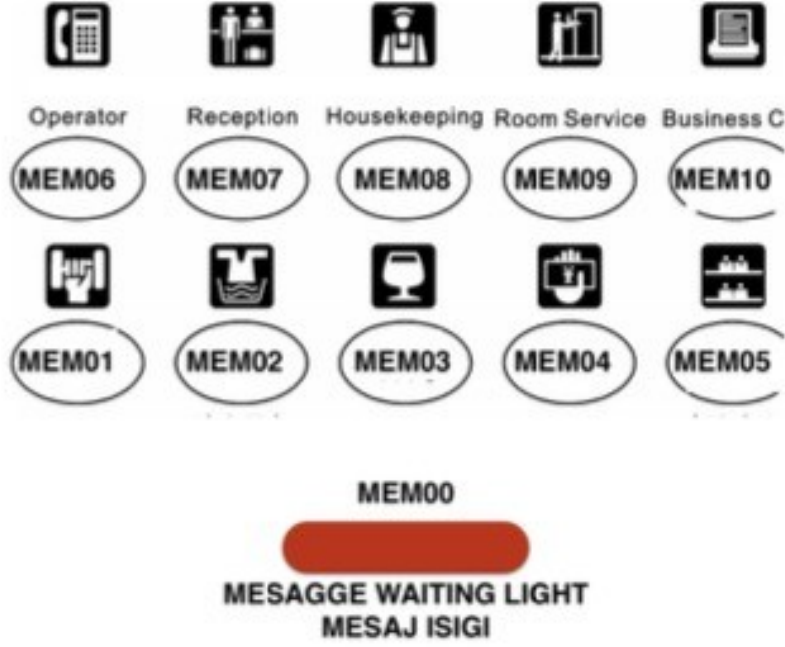 Operator Reception Housekeeping Room Service Business C
MEM06 MEM07 MEM08 MEM09 MEM10
MEM01 MEM02 MEM03 MEM04 MEM05
MEM00
MESAGGE WAITING LIGHT
MESAJ ISIGI